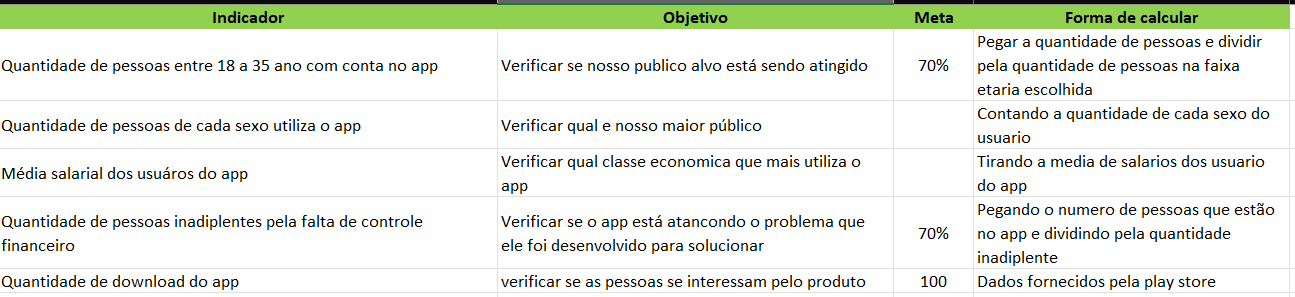 Indicador Objetivo Meta Forma de calcular
Quantidade de pessoas entre 18 a 35 ano com conta no app
Verificar se nosso publico alvo está sendo atingido
70%
Pegar a quantidade de pessoas e dividir
pela quantidade de pessoas na faixa
etaria escolhida
Quantidade de pessoas de cada sexo utiliza o app
Verificar qual e nosso maior público
Contando a quantidade de cada sexo do
usuario
Média salarial dos usuáros do app
Verificar qual classe economica que mais utiliza o
app
Tirando a media de salarios dos usuario
do app
Quantidade de pessoas inadiplentes pela falta de controle
financeiro
Verificar se o app está atancondo o problema que
ele foi desenvolvido para solucionar
70%
Pegando o numero de pessoas que estão
no app e dividindo pela quantidade
inadiplente
Quantidade de download do app
verificar se as pessoas se interessam pelo produto
100
Dados fornecidos pela play store